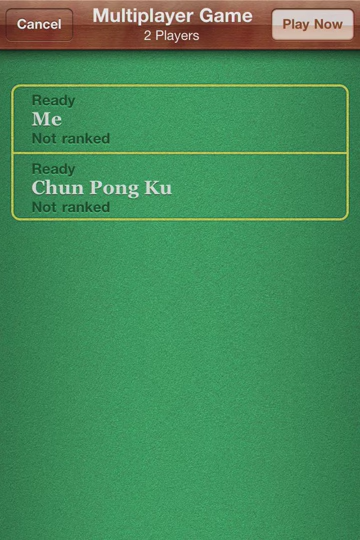 Cancel
Multiplayer Game
2 Players
Play Now
Ready
Me
Not ranked
Ready
Chun Pong Ku
Not ranked